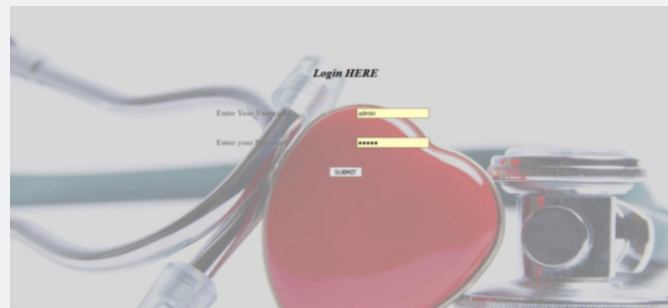 Login HERE
Enter Your
admin
Enter your
•••••
SUBMIT